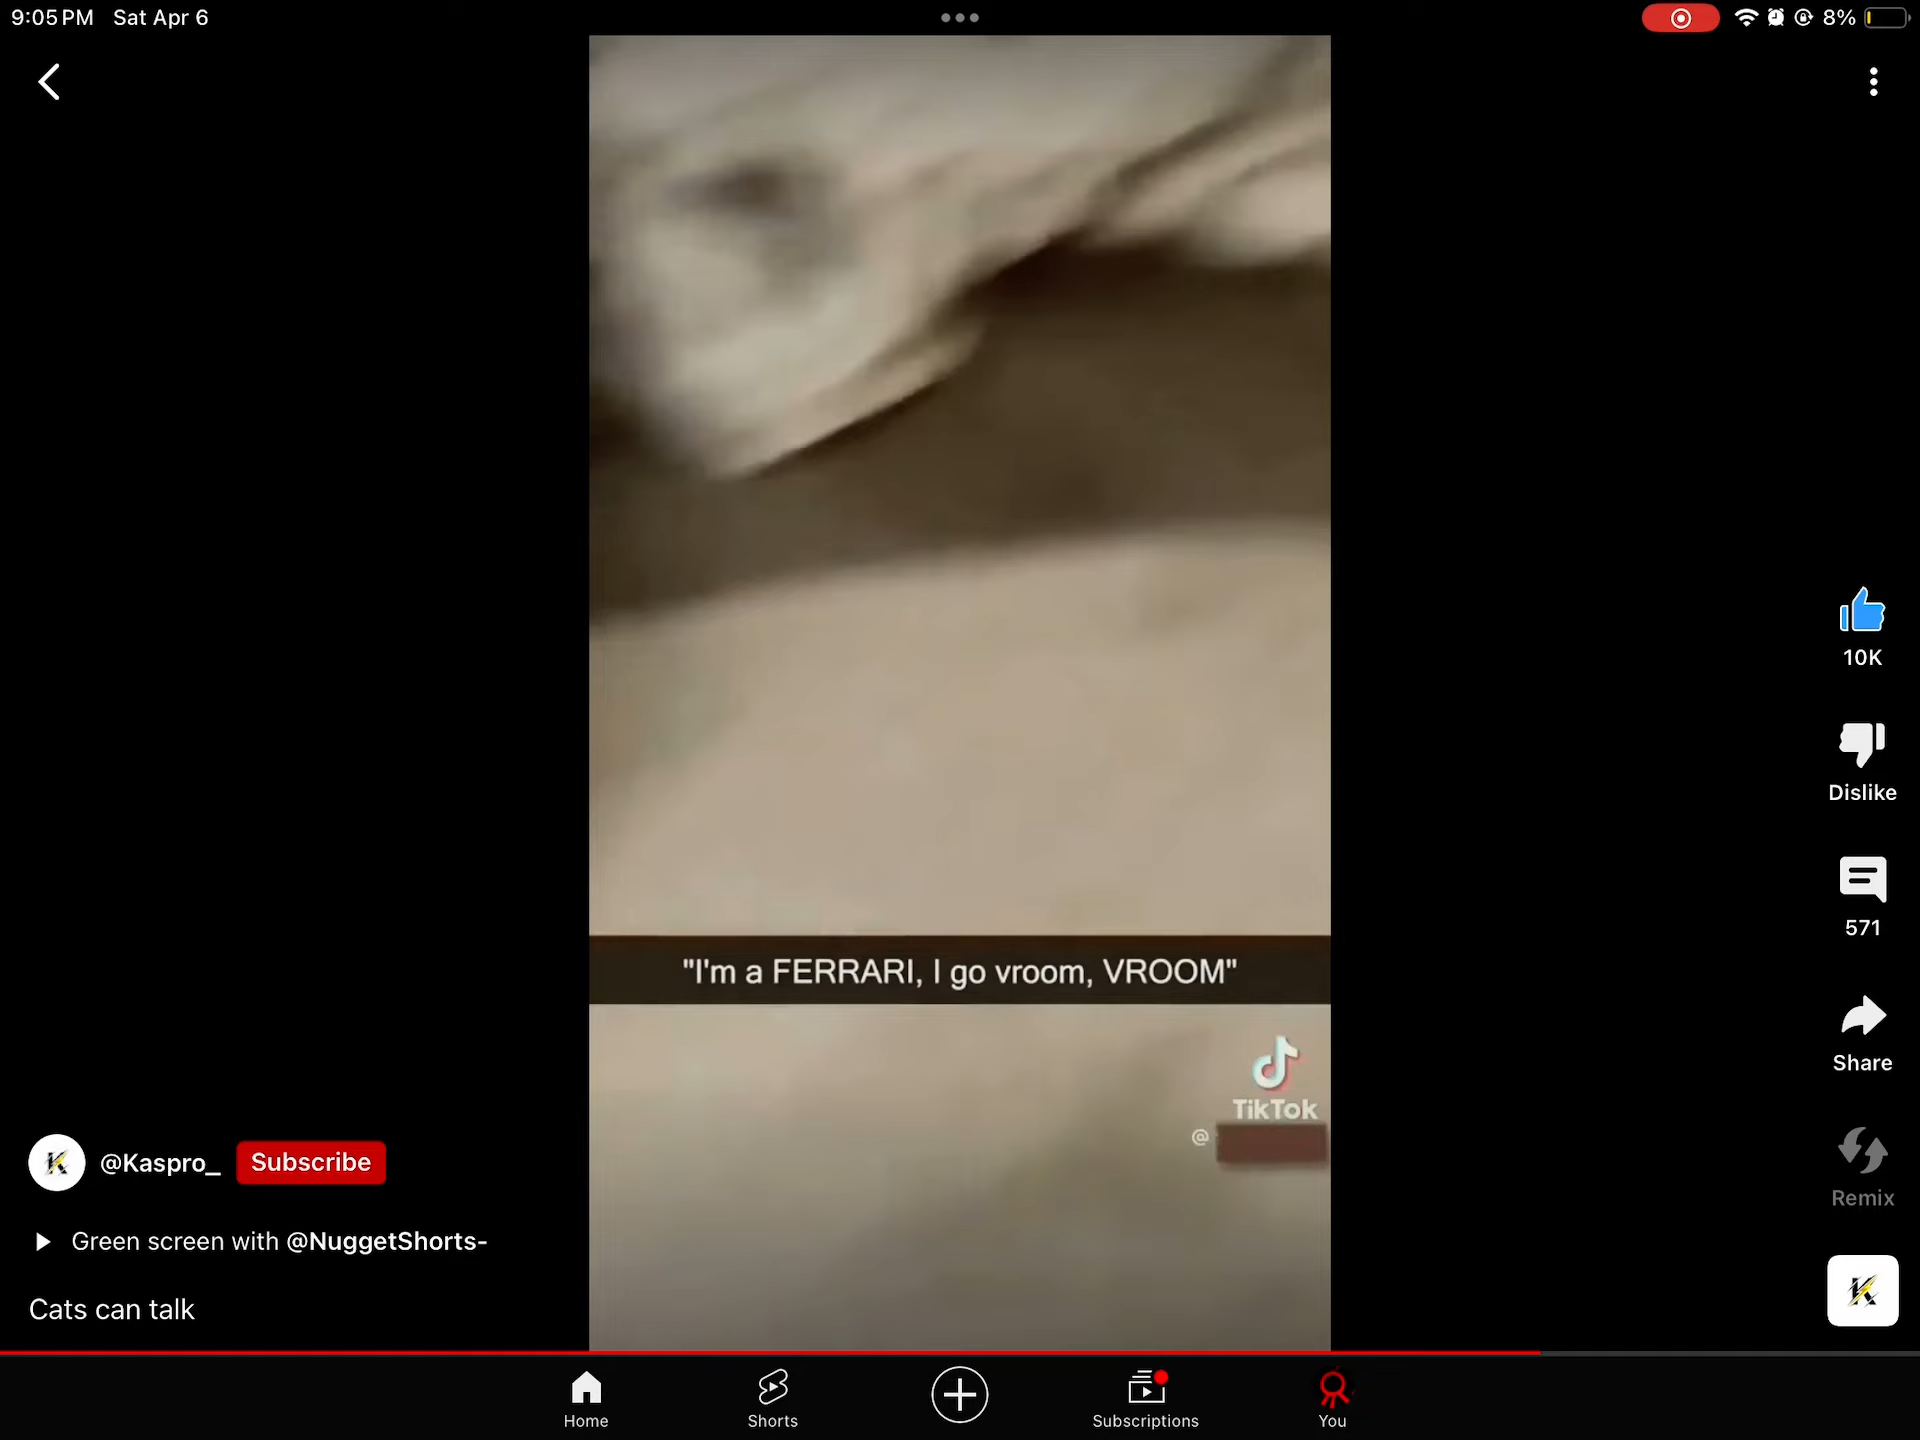 9:05 PM Sat Apr 6
8%
"I'm a FERRARI, I go vroom, VROOM"
TikTok
@
10K
Dislike
571
Share
Remix
@Kaspro_ Subscribe
Green screen with @NuggetShorts-
Cats can talk
Home Shorts Subscriptions You